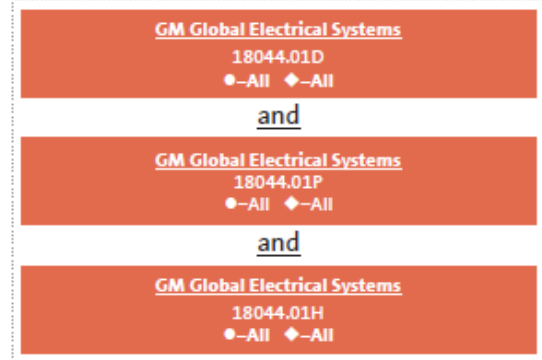 GM Global Electrical Systems
18044.01D
●–All ◆–All
and
GM Global Electrical Systems
18044.01P
●–All ◆–All
and
GM Global Electrical Systems
18044.01H
●–All ◆–All